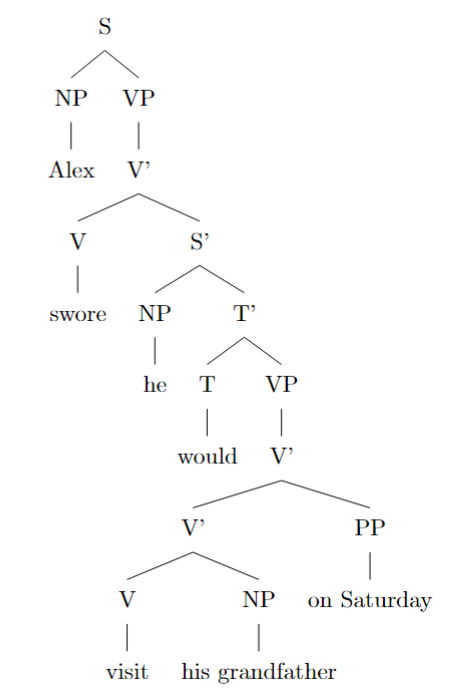 S
NP VP
Alex V’
V S’
swore NP T’
he T VP
would V’
V’ PP
V NP on Saturday
visit his grandfather